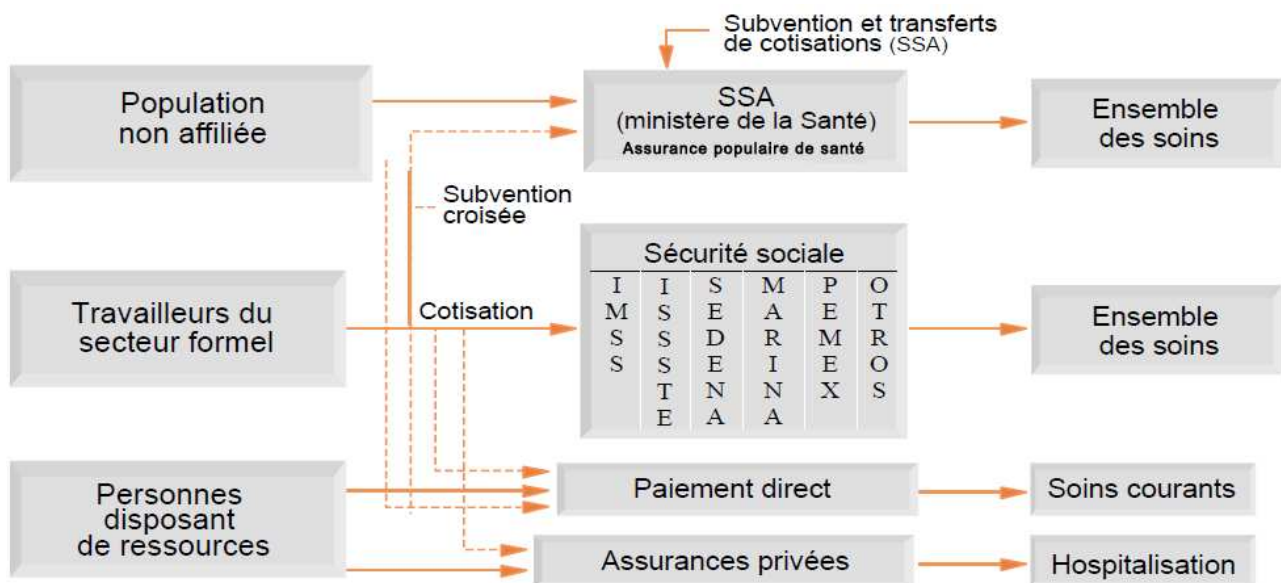 Subvention et transferts
de cotisations (SSA)
Population
non affiliée
SSA
(ministère de la Santé)
Assurance populaire de santé
Ensemble
des soins
Subvention
croisée
Travailleurs du
secteur formel
Cotisation
Sécurité sociale
IMSS
ISSSTE
SEDENA
MARINA
PEMEX
OTROS
Ensemble
des soins
Personnes
disposant
de ressources
Paiement direct
Soins courants
Assurances privées
Hospitalisation